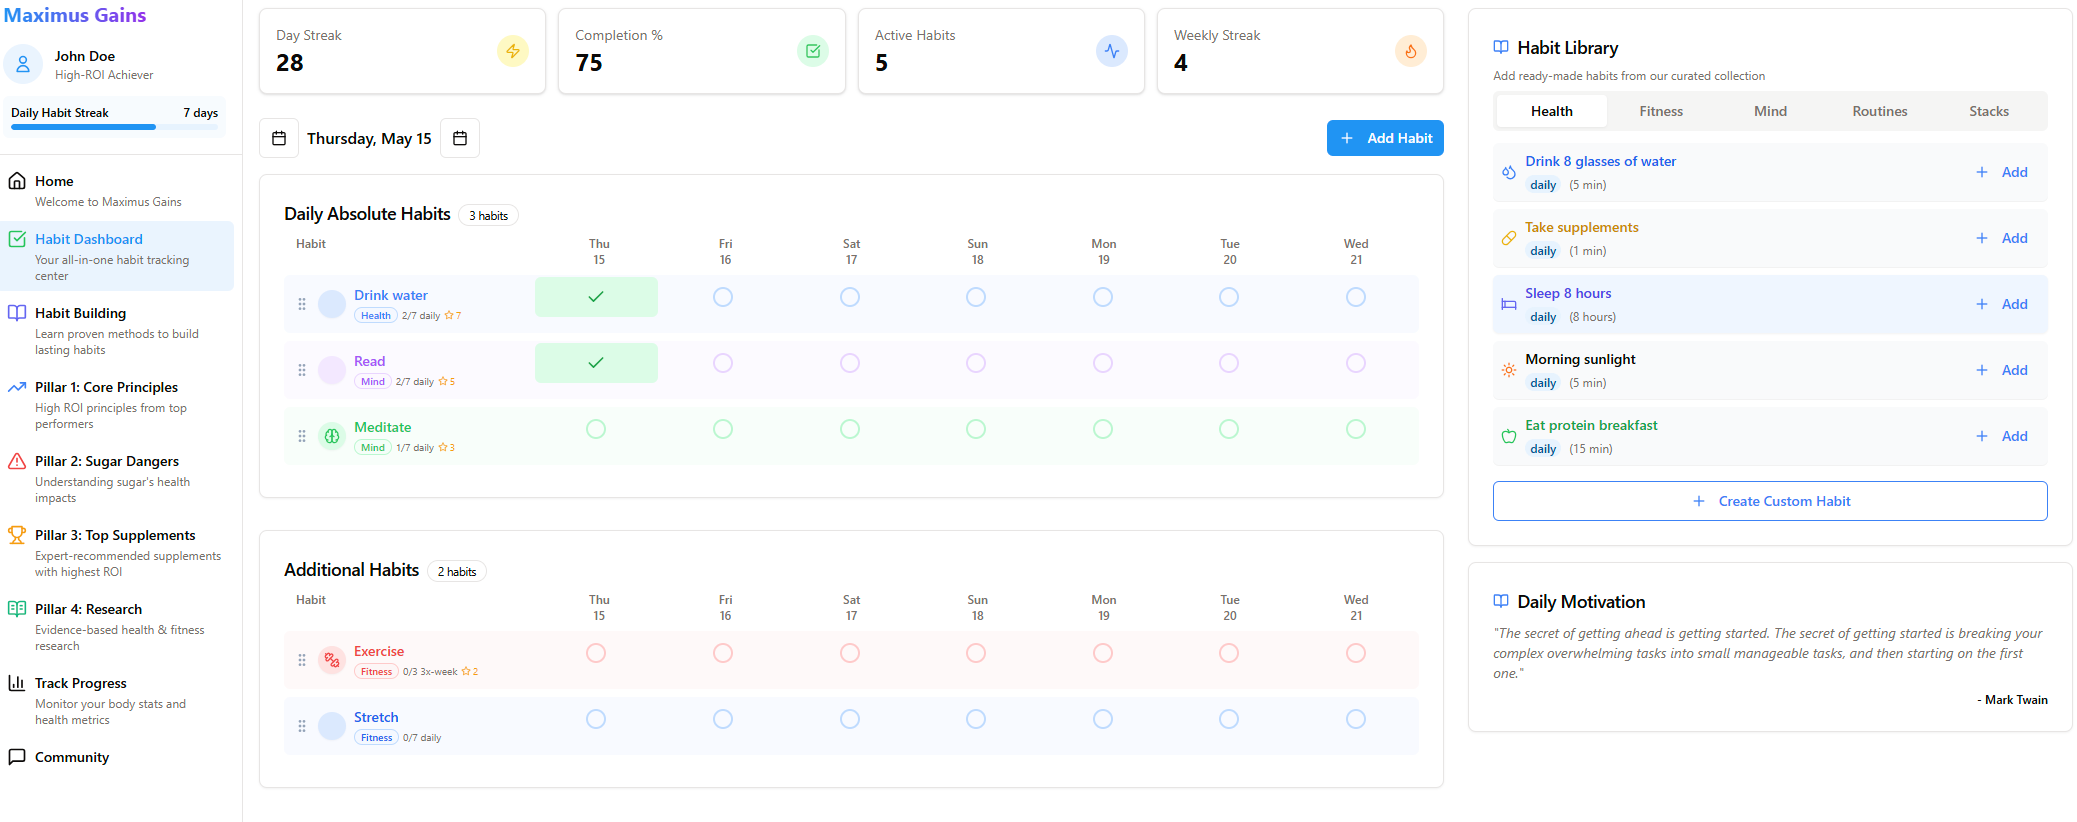 Maximus Gains
John Doe
High-ROI Achiever
Daily Habit Streak 7 days
Home
Welcome to Maximus Gains
Habit Dashboard
Your all-in-one habit tracking
center
Habit Building
Learn proven methods to build
lasting habits
Pillar 1: Core Principles
High ROI principles from top
performers
Pillar 2: Sugar Dangers
Understanding sugar's health
impacts
Pillar 3: Top Supplements
Expert-recommended supplements
with highest ROI
Pillar 4: Research
Evidence-based health & fitness
research
Track Progress
Monitor your body stats and
health metrics
Community
Day Streak
28
Completion %
75
Active Habits
5
Weekly Streak
4
Thursday, May 15
+ Add Habit
Daily Absolute Habits 3 habits
Habit Thu Fri Sat Sun Mon Tue Wed
15 16 17 18 19 20 21
Drink water
Health 2/7 daily 7
Read
Mind 2/7 daily 5
Meditate
Mind 1/7 daily 3
Additional Habits 2 habits
Habit Thu Fri Sat Sun Mon Tue Wed
15 16 17 18 19 20 21
Exercise
Fitness 0/3 3x-week 2
Stretch
Fitness 0/7 daily
Habit Library
Add ready-made habits from our curated collection
Health Fitness Mind Routines Stacks
Drink 8 glasses of water
daily (5 min)
+ Add
Take supplements
daily (1 min)
+ Add
Sleep 8 hours
daily (8 hours)
+ Add
Morning sunlight
daily (5 min)
+ Add
Eat protein breakfast
daily (15 min)
+ Add
+ Create Custom Habit
Daily Motivation
"The secret of getting ahead is getting started. The secret of getting started is breaking your
complex overwhelming tasks into small manageable tasks, and then starting on the first
one."
- Mark Twain